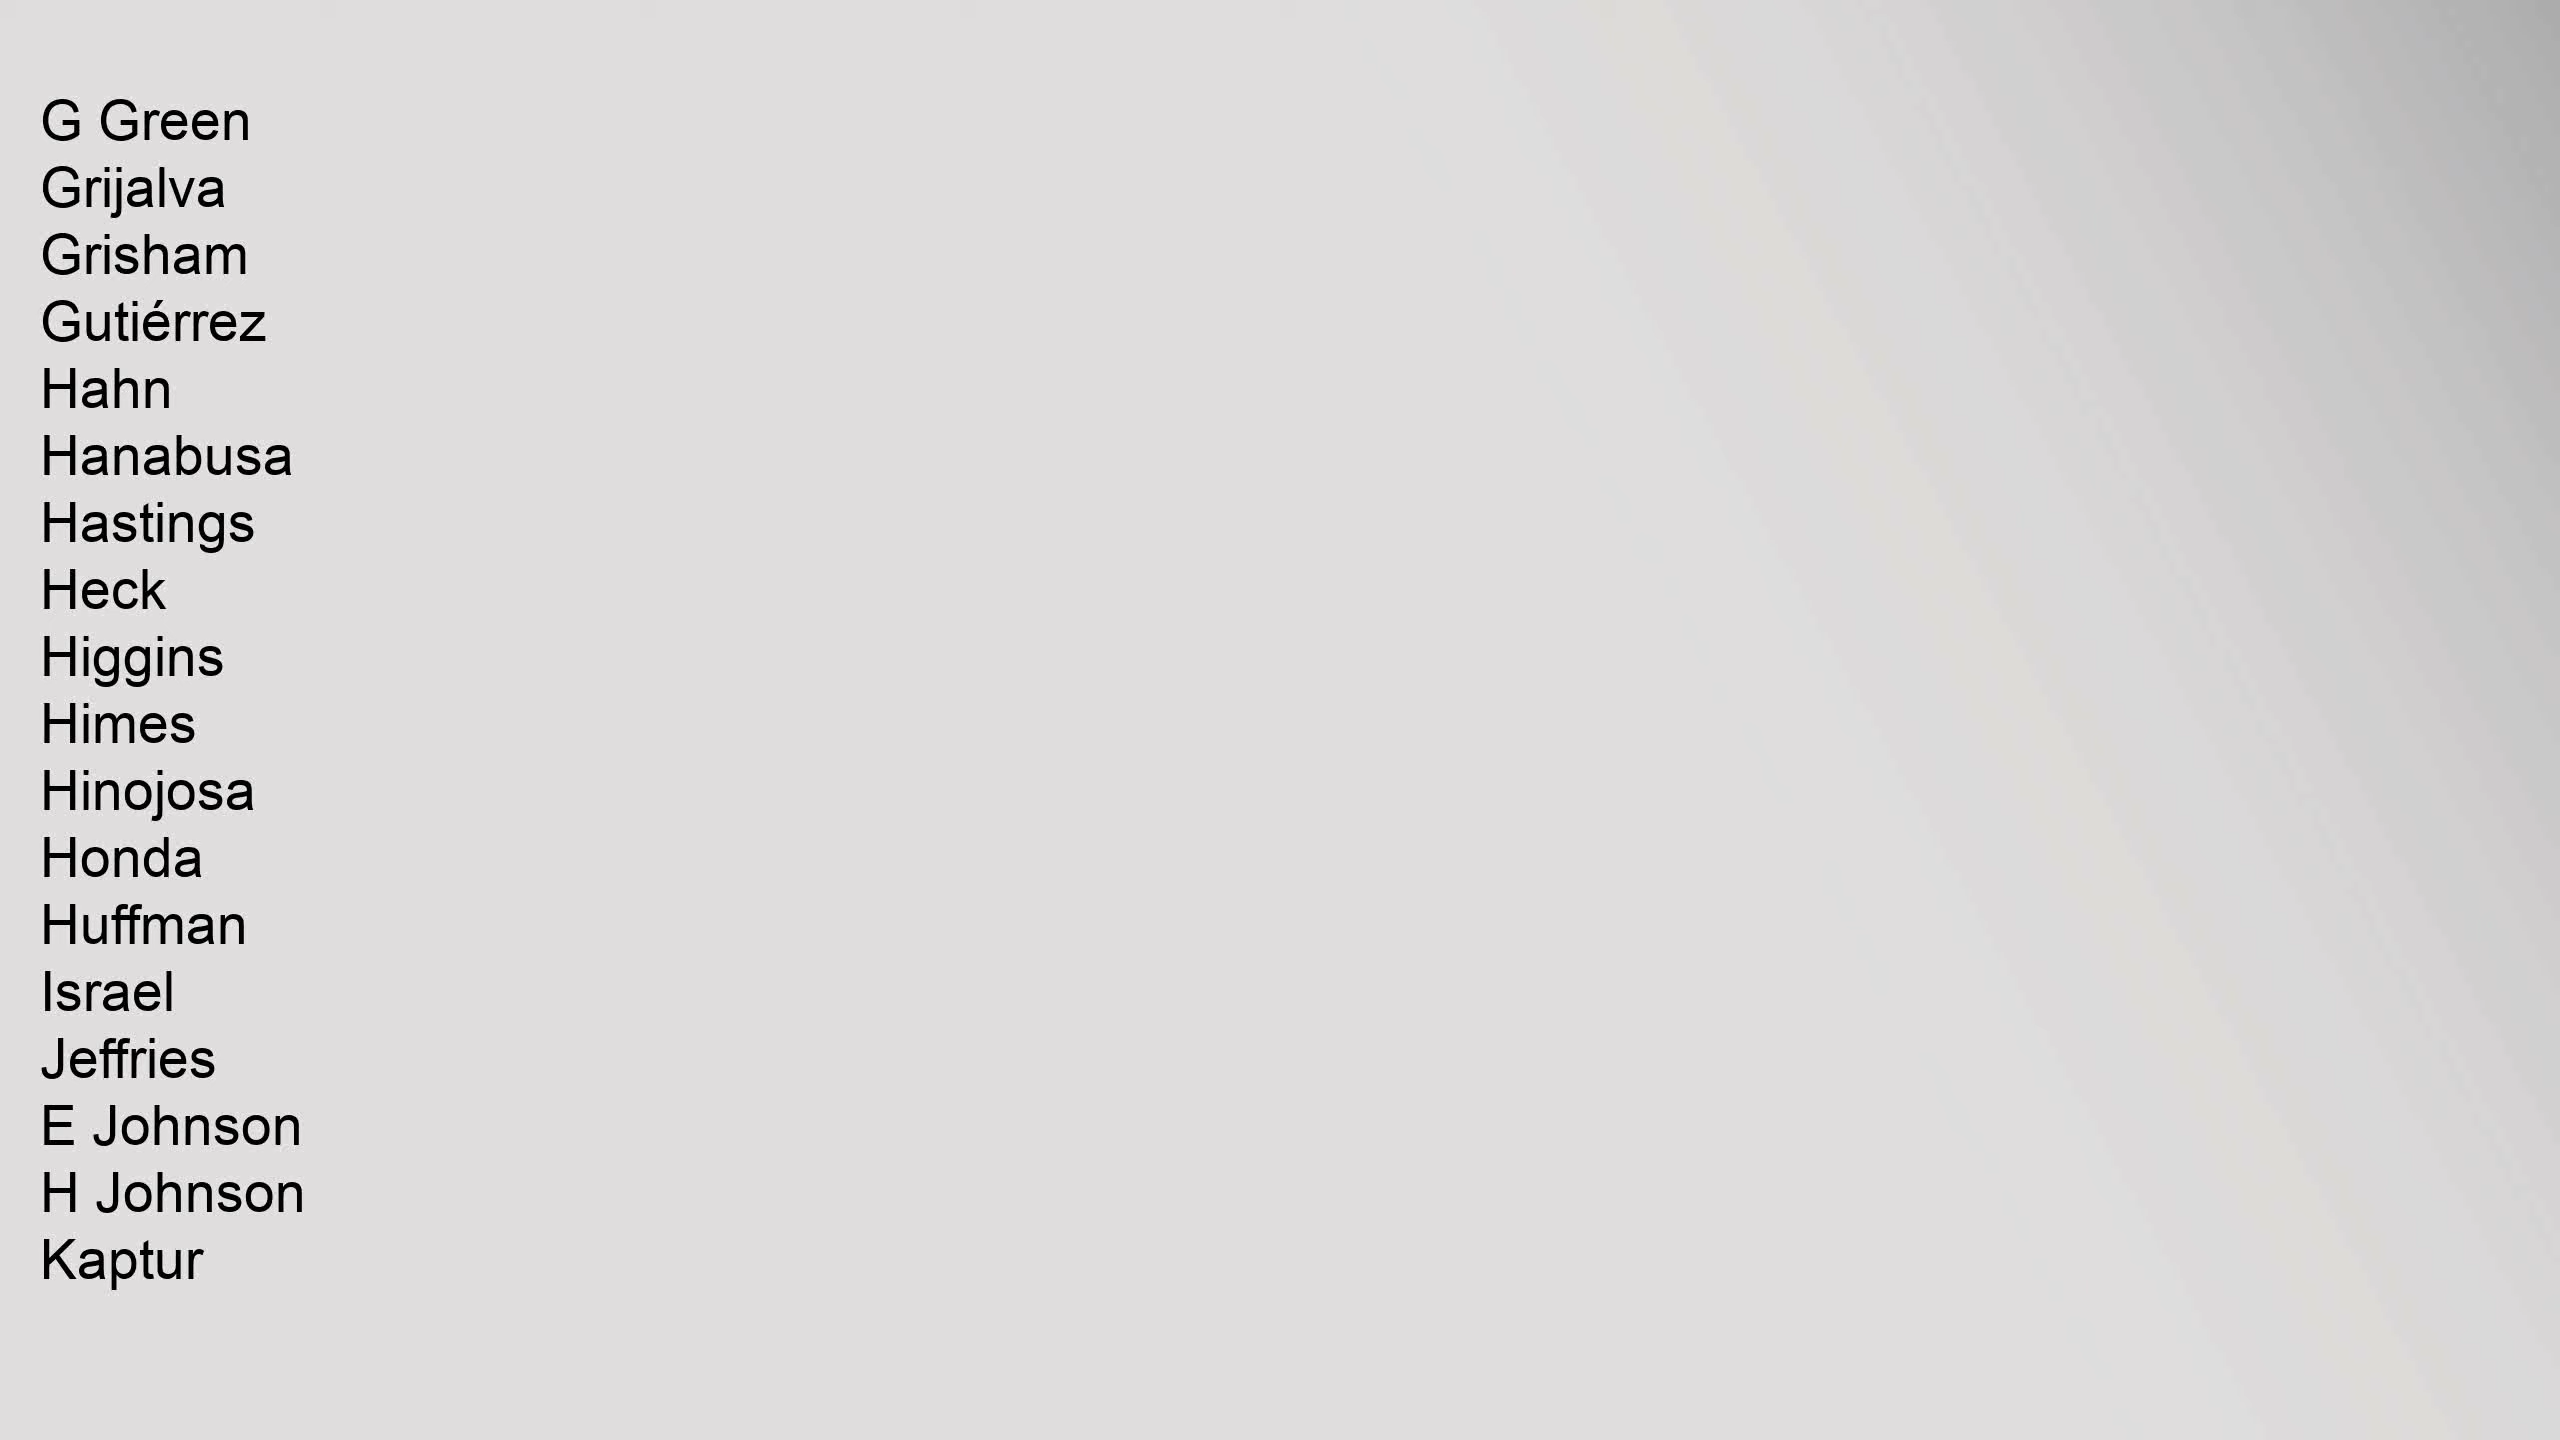 G Green
Grijalva
Grisham
Gutiérrez
Hahn
Hanabusa
Hastings
Heck
Higgins
Himes
Hinojosa
Honda
Huffman
Israel
Jeffries
E Johnson
H Johnson
Kaptur